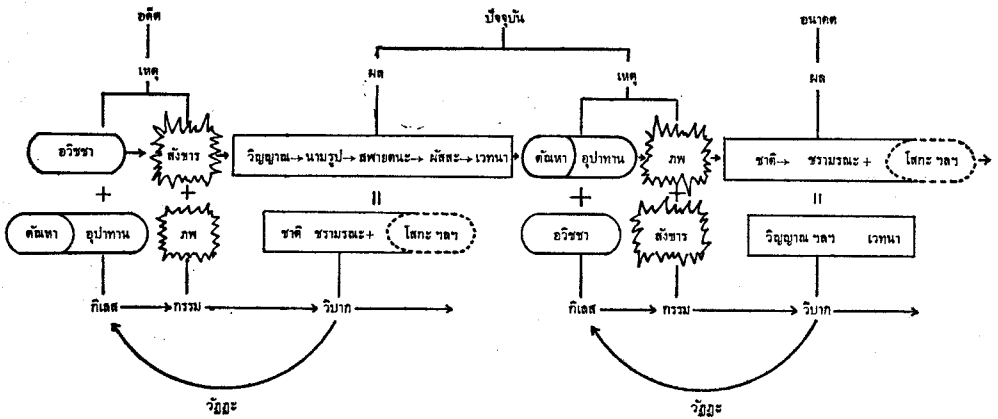 อดีต ปัจจุบัน อนาคต
เหตุ ผล เหตุ ผล
อวิชชา → สังขาร → วิญญาณ → นามรูป → สฬายตนะ → ผัสสะ → เวทนา → ตัณหา อุปาทาน → ภพ → ชาติ → ชรามรณะ + โสกะ ฯลฯ →
+ + = + + =
ตัณหา อุปาทาน ภพ ชาติ ชรามรณะ + โสกะ ฯลฯ อวิชชา สังขาร วิญญาณ ฯลฯ เวทนา
กิเลส → กรรม → วิบาก → กิเลส → กรรม → วิบาก →
วัฏฏะ วัฏฏะ